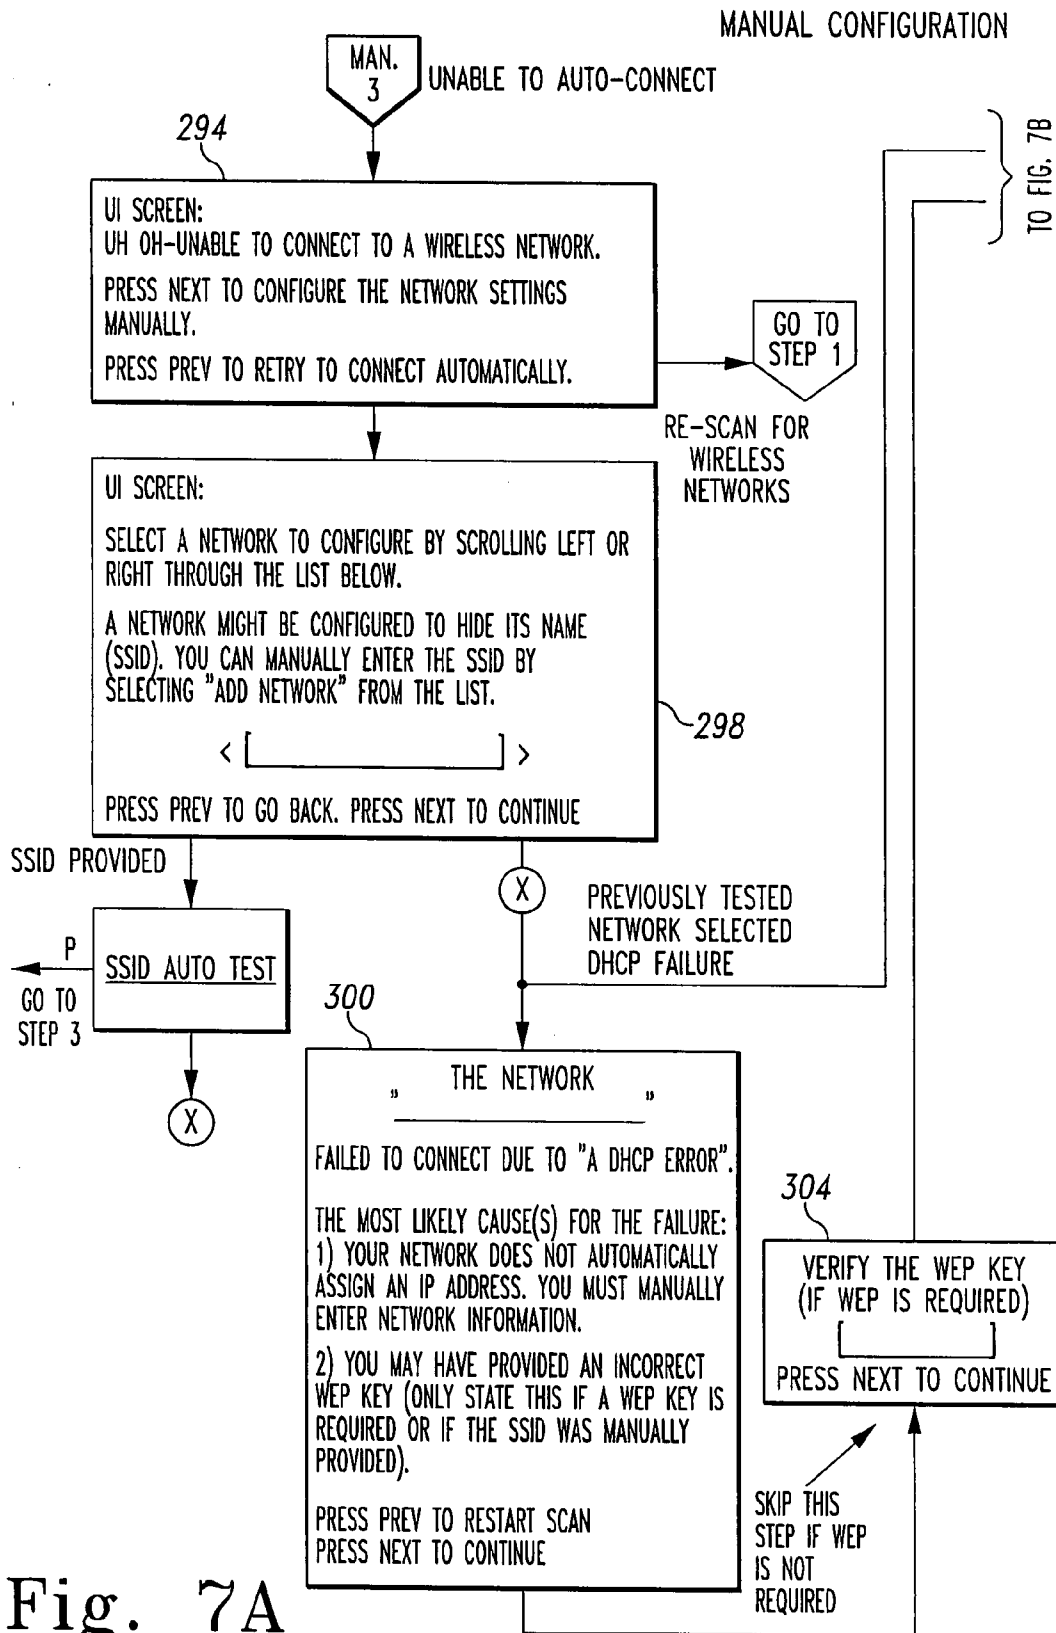 MANUAL CONFIGURATION
MAN.
3
UNABLE TO AUTO-CONNECT
TO FIG. 7B
294
UI SCREEN:
UH OH-UNABLE TO CONNECT TO A WIRELESS NETWORK.
PRESS NEXT TO CONFIGURE THE NETWORK SETTINGS
MANUALLY.
PRESS PREV TO RETRY TO CONNECT AUTOMATICALLY.
GO TO
STEP 1
RE-SCAN FOR
WIRELESS
NETWORKS
UI SCREEN:
SELECT A NETWORK TO CONFIGURE BY SCROLLING LEFT OR
RIGHT THROUGH THE LIST BELOW.
A NETWORK MIGHT BE CONFIGURED TO HIDE ITS NAME
(SSID). YOU CAN MANUALLY ENTER THE SSID BY
SELECTING "ADD NETWORK" FROM THE LIST.
< [ ] >
PRESS PREV TO GO BACK. PRESS NEXT TO CONTINUE
298
SSID PROVIDED
X
PREVIOUSLY TESTED
NETWORK SELECTED
DHCP FAILURE
P
SSID AUTO TEST
GO TO
STEP 3
X
300
THE NETWORK
" "
FAILED TO CONNECT DUE TO "A DHCP ERROR".
THE MOST LIKELY CAUSE(S) FOR THE FAILURE:
1) YOUR NETWORK DOES NOT AUTOMATICALLY
ASSIGN AN IP ADDRESS. YOU MUST MANUALLY
ENTER NETWORK INFORMATION.
2) YOU MAY HAVE PROVIDED AN INCORRECT
WEP KEY (ONLY STATE THIS IF A WEP KEY IS
REQUIRED OR IF THE SSID WAS MANUALLY
PROVIDED).
PRESS PREV TO RESTART SCAN
PRESS NEXT TO CONTINUE
304
VERIFY THE WEP KEY
(IF WEP IS REQUIRED)
[ ]
PRESS NEXT TO CONTINUE
SKIP THIS
STEP IF WEP
IS NOT
REQUIRED
Fig. 7A